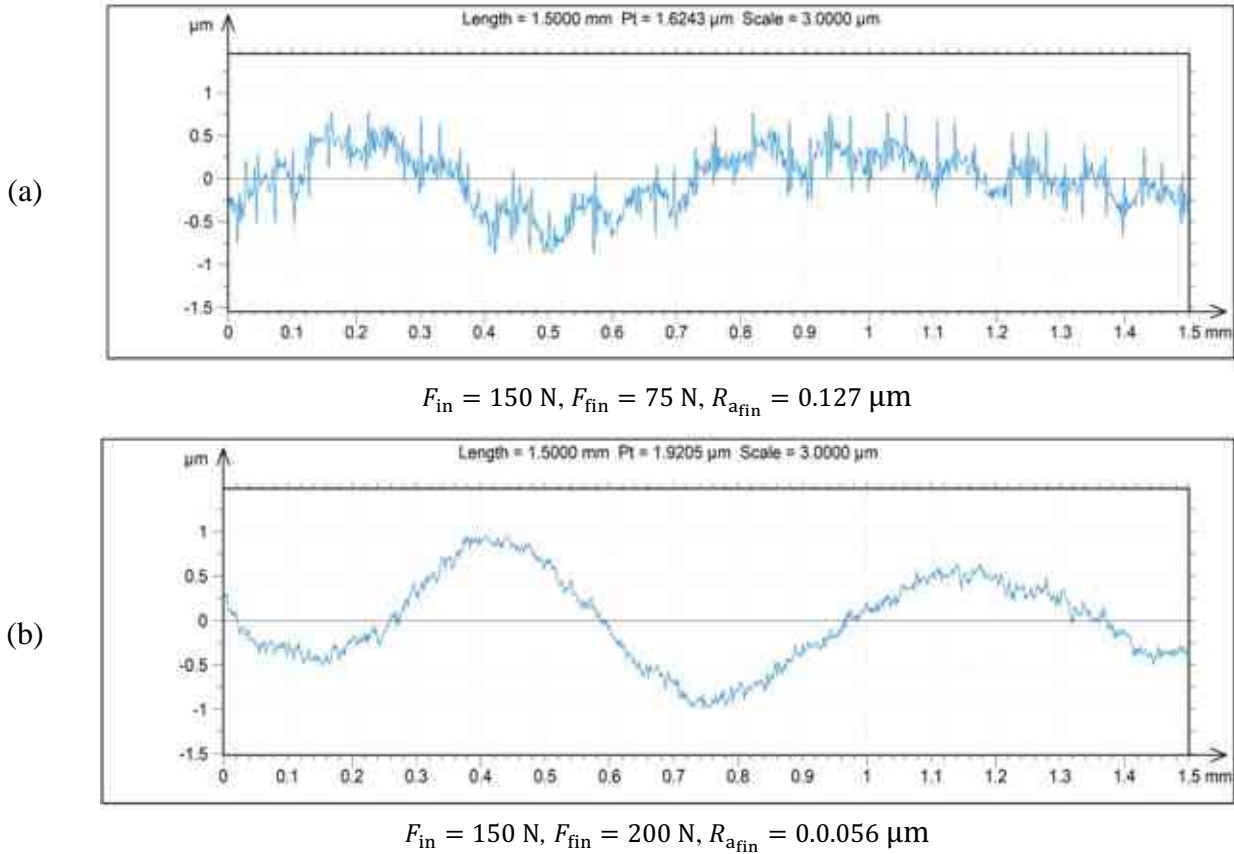 Length = 1.5000 mm Pt = 1.6243 µm Scale = 3.0000 µm
µm
1
0.5
(a)
0
-0.5
-1
-1.5
0 0.1 0.2 0.3 0.4 0.5 0.6 0.7 0.8 0.9 1 1.1 1.2 1.3 1.4 1.5 mm
F_in = 150 N, F_fin = 75 N, R_a_fin = 0.127 µm
Length = 1.5000 mm Pt = 1.9205 µm Scale = 3.0000 µm
µm
1
0.5
(b)
0
-0.5
-1
-1.5
0 0.1 0.2 0.3 0.4 0.5 0.6 0.7 0.8 0.9 1 1.1 1.2 1.3 1.4 1.5 mm
F_in = 150 N, F_fin = 200 N, R_a_fin = 0.0.056 µm